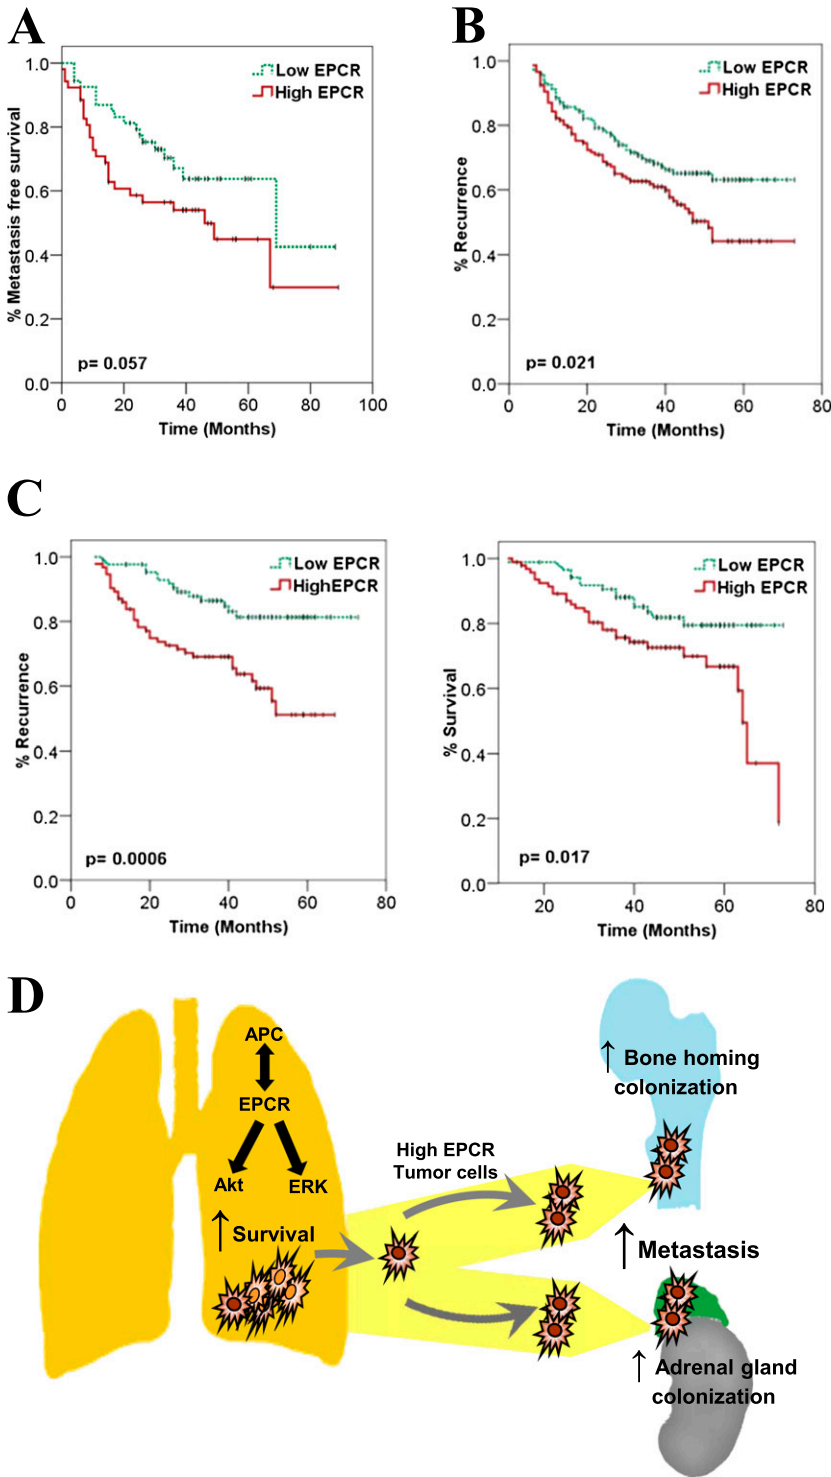 A
% Metastasis free survival
1.0
0.8
0.6
0.4
0.2
0.0
Low EPCR
High EPCR
p= 0.057
0 20 40 60 80 100
Time (Months)
B
% Recurrence
1.0
0.8
0.6
0.4
0.2
0.0
Low EPCR
High EPCR
p= 0.021
0 20 40 60 80
Time (Months)
C
% Recurrence
1.0
0.8
0.6
0.4
0.2
0.0
Low EPCR
HighEPCR
p= 0.0006
0 20 40 60 80
Time (Months)
% Survival
1.0
0.8
0.6
0.4
0.2
0.0
Low EPCR
High EPCR
p= 0.017
20 40 60 80
Time (Months)
D
APC
EPCR
Akt ERK
↑ Survival
High EPCR
Tumor cells
↑ Bone homing
colonization
↑ Metastasis
↑ Adrenal gland
colonization